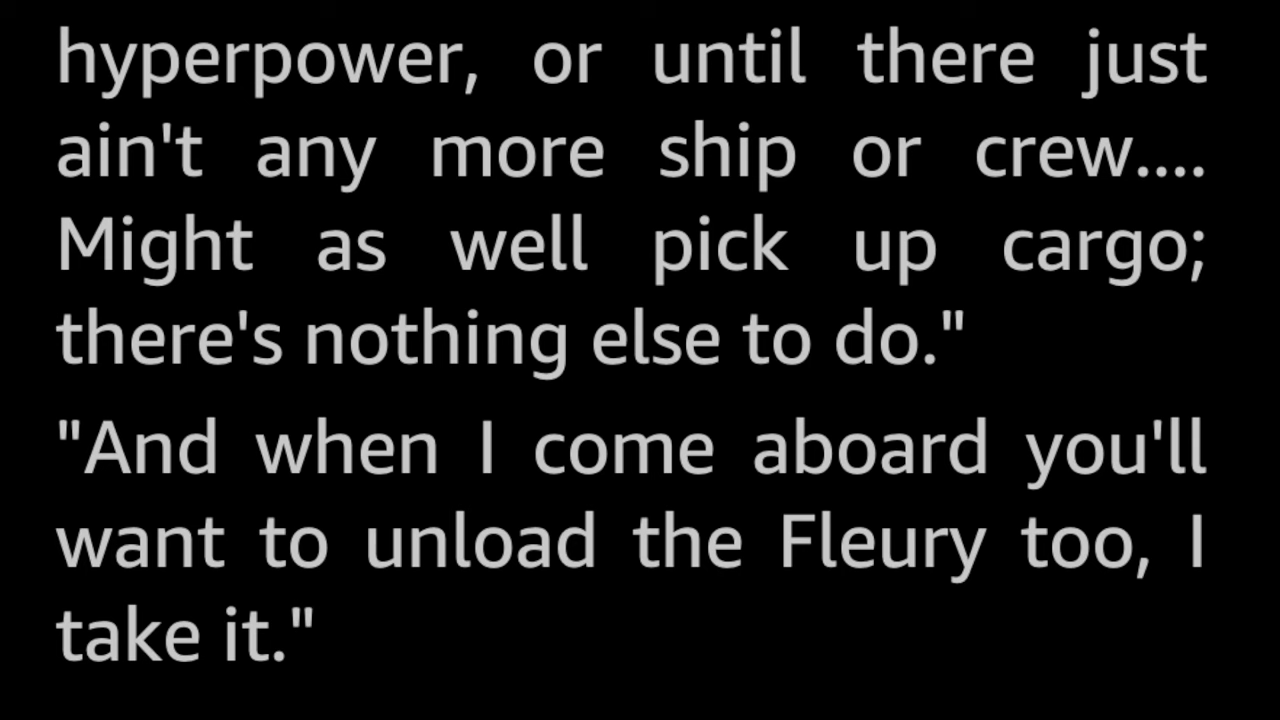 hyperpower, or until there just
ain't any more ship or crew....
Might as well pick up cargo;
there's nothing else to do."
"And when I come aboard you'll
want to unload the Fleury too, I
take it."